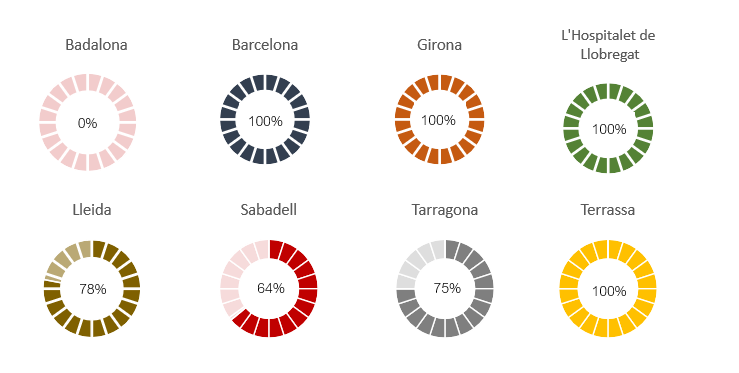 Badalona
Barcelona
Girona
L'Hospitalet de
Llobregat
0%
100%
100%
100%
Lleida
Sabadell
Tarragona
Terrassa
78%
64%
75%
100%